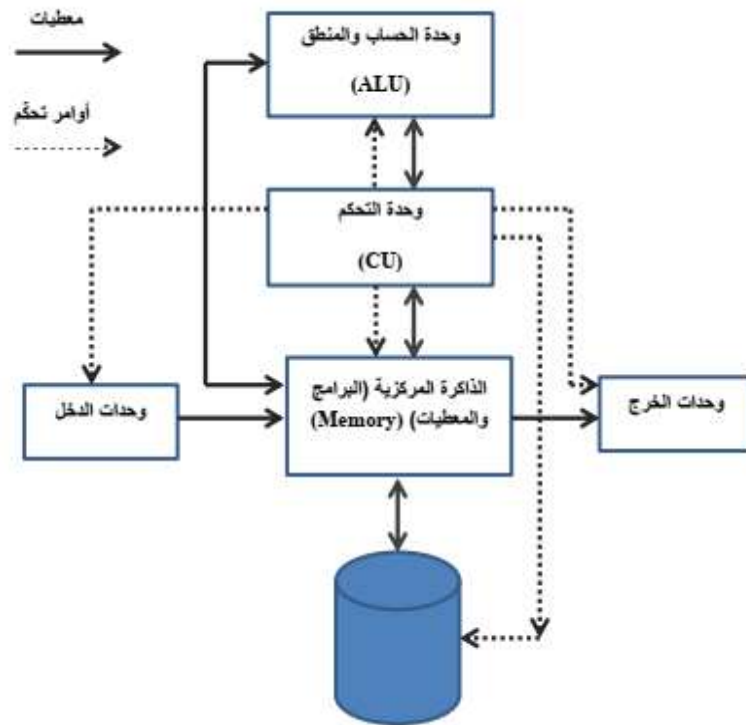 معطيات
أوامر تحكّم
وحدة الحساب والمنطق
(ALU)
وحدة التحكم
(CU)
وحدات الدخل
الذاكرة المركزية (البرامج
والمعطيات) (Memory)
وحدات الخرج